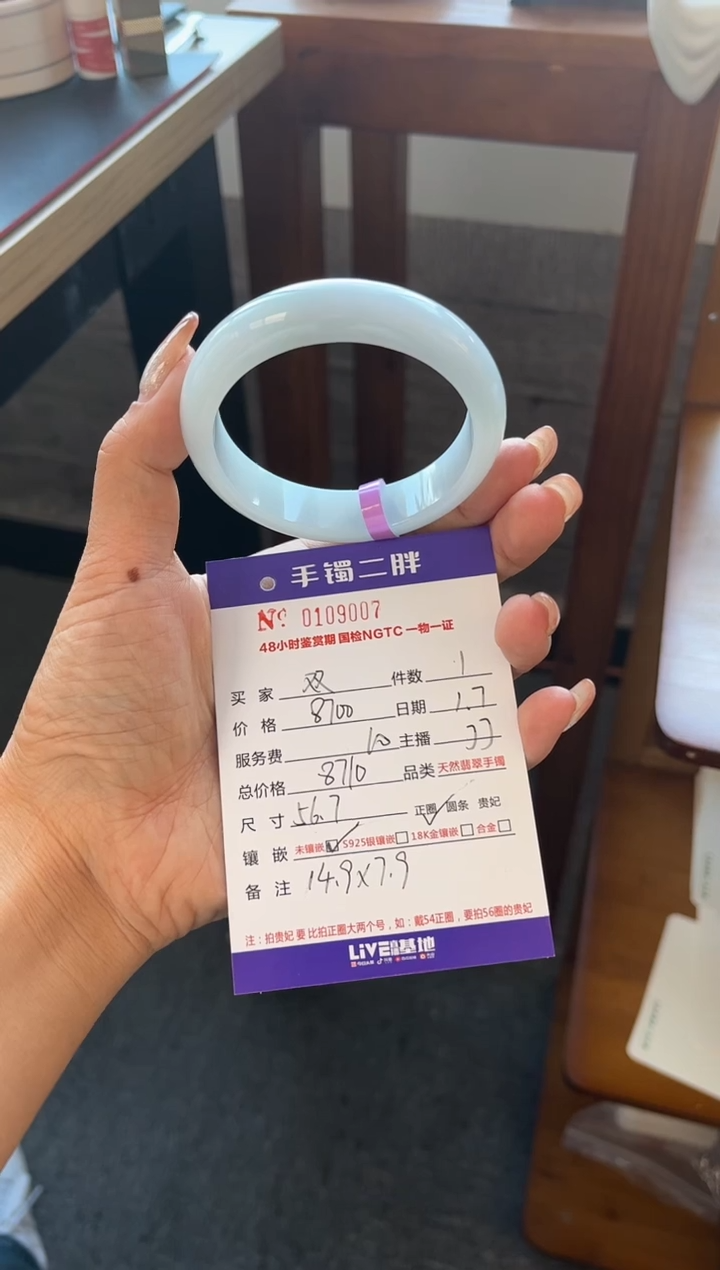 手镯二胖
Nº: 0109007
48小时鉴赏期 国检NGTC 一物一证
买家 双 件数 1
价格 8700 日期 1.7
服务费 10 主播
总价格 8710 品类 天然翡翠手镯
尺寸 56.7 正圈 圆条 贵妃
镶嵌 未镶嵌 S925银镶嵌 18K金镶嵌 合金
备注 14.9x7.9
注：拍贵妃要比拍正圈大两个号，如：戴54正圈，要拍56圈的贵妃
LiVE基地